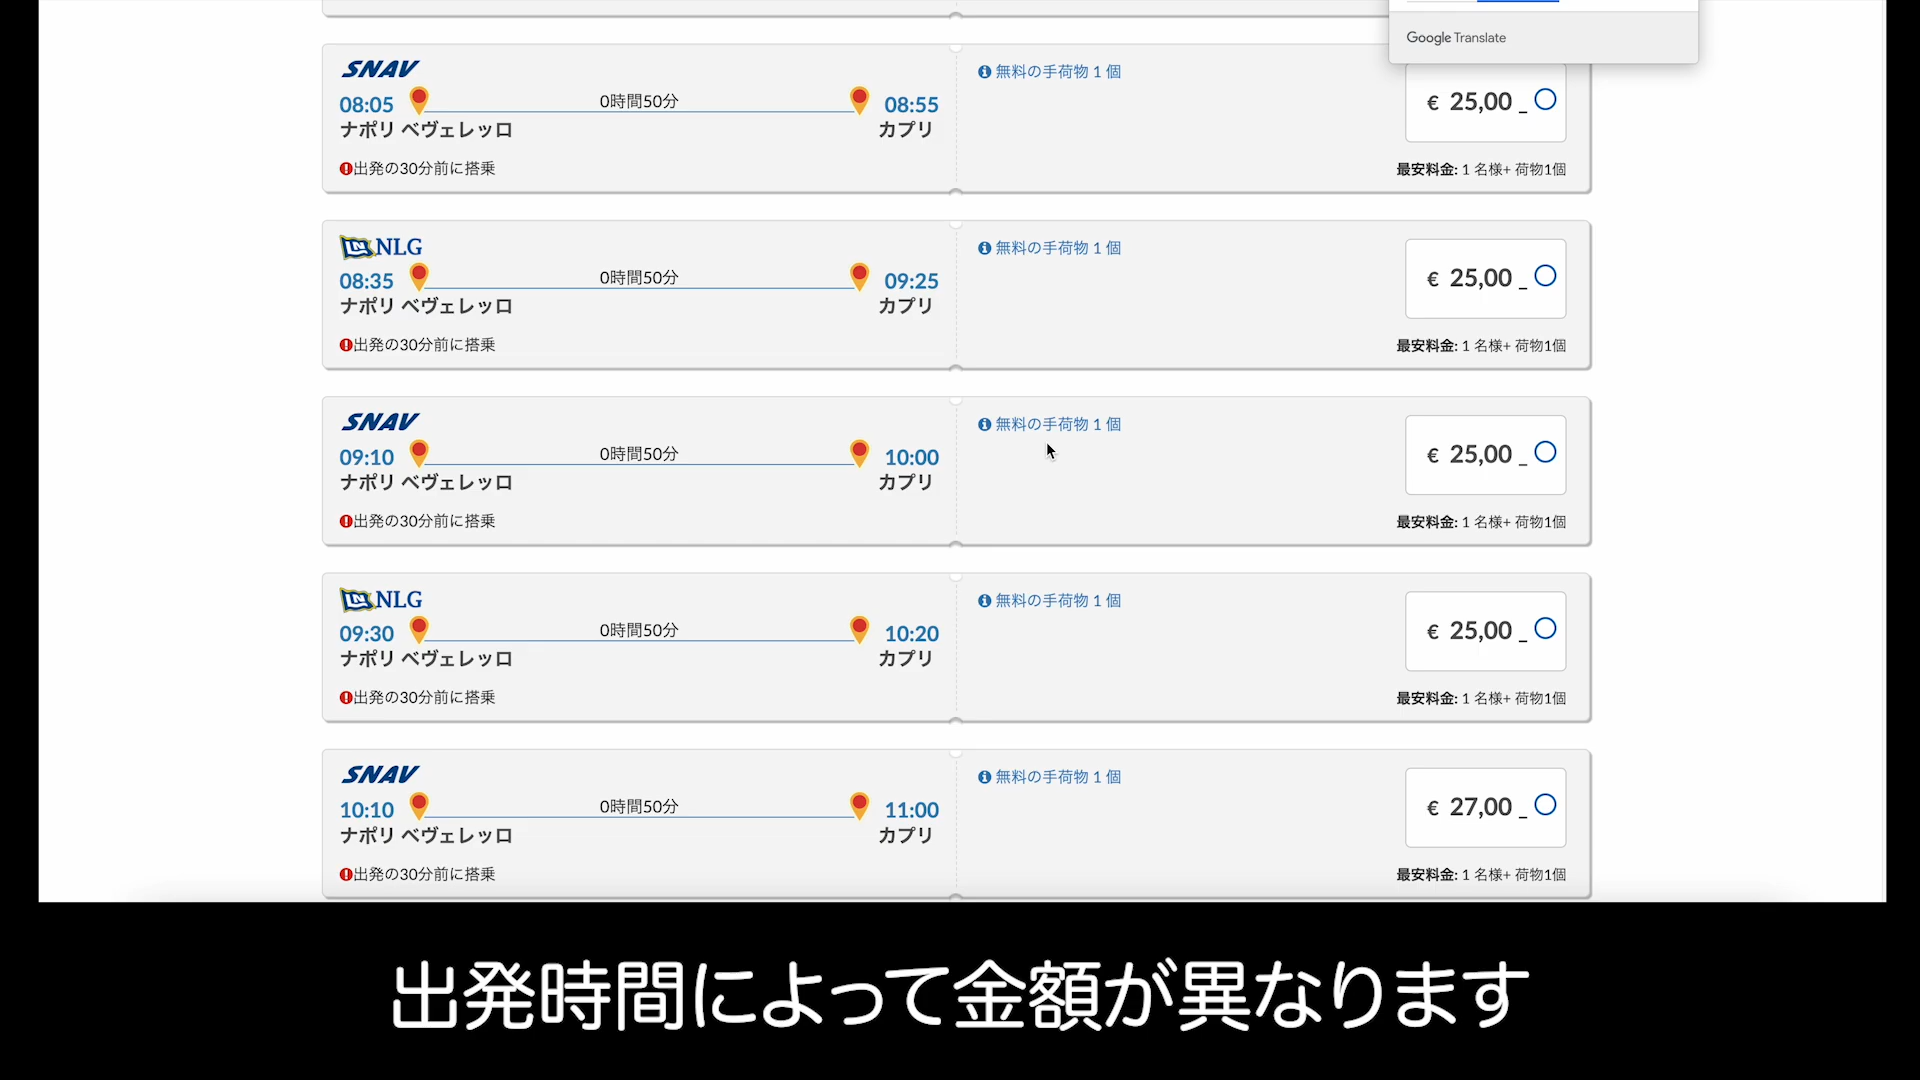 Google Translate
SNAV
無料の手荷物 1 個
08:05 0時間50分 08:55
ナポリ ベヴェレッロ カプリ
€ 25,00 _
出発の30分前に搭乗
最安料金: 1 名様+ 荷物1個
NLG
無料の手荷物 1 個
08:35 0時間50分 09:25
ナポリ ベヴェレッロ カプリ
€ 25,00 _
出発の30分前に搭乗
最安料金: 1 名様+ 荷物1個
SNAV
無料の手荷物 1 個
09:10 0時間50分 10:00
ナポリ ベヴェレッロ カプリ
€ 25,00 _
出発の30分前に搭乗
最安料金: 1 名様+ 荷物1個
NLG
無料の手荷物 1 個
09:30 0時間50分 10:20
ナポリ ベヴェレッロ カプリ
€ 25,00 _
出発の30分前に搭乗
最安料金: 1 名様+ 荷物1個
SNAV
無料の手荷物 1 個
10:10 0時間50分 11:00
ナポリ ベヴェレッロ カプリ
€ 27,00 _
出発の30分前に搭乗
最安料金: 1 名様+ 荷物1個
出発時間によって金額が異なります